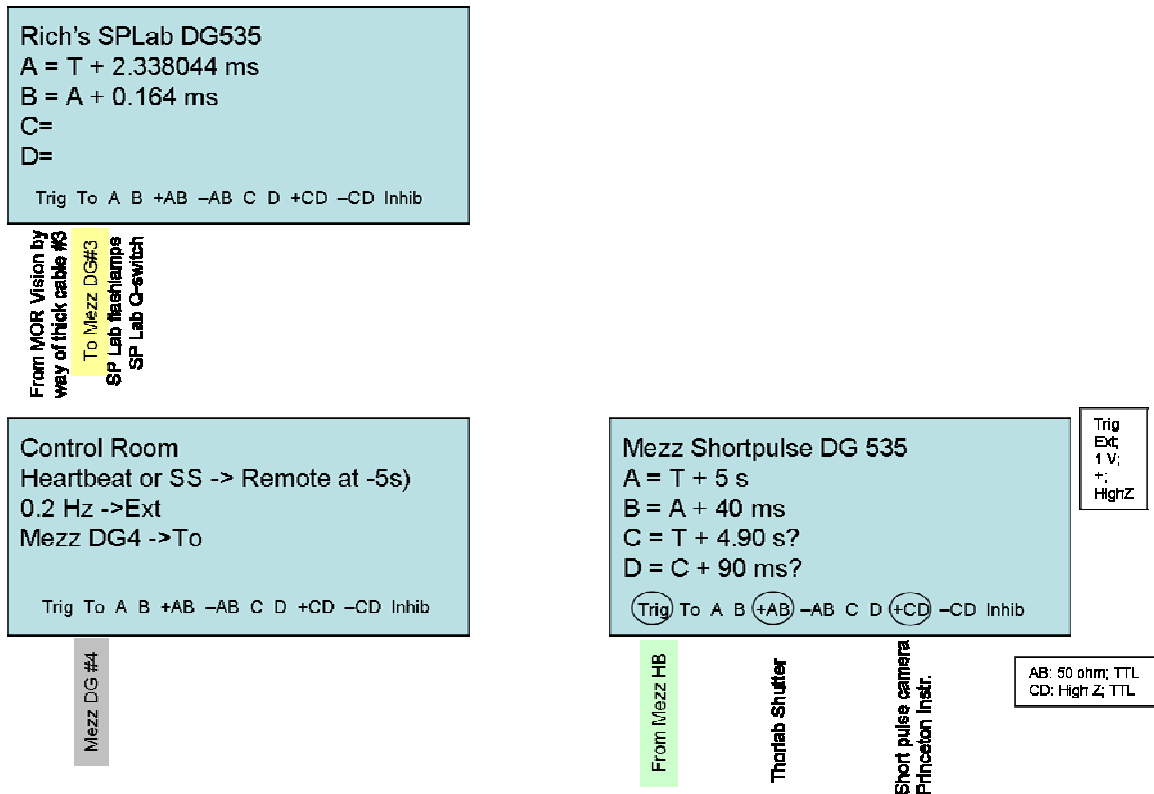 Rich's SPLab DG535
A = T + 2.338044 ms
B = A + 0.164 ms
C=
D=
Trig To A B +AB –AB C D +CD –CD Inhib
From MOR Vision by
way of thick cable #3
To Mezz DG#3
SP Lab flashlamps
SP Lab Q-switch
Control Room
Heartbeat or SS -> Remote at -5s)
0.2 Hz ->Ext
Mezz DG4 ->To
Trig To A B +AB –AB C D +CD –CD Inhib
Mezz DG #4
Mezz Shortpulse DG 535
A = T + 5 s
B = A + 40 ms
C = T + 4.90 s?
D = C + 90 ms?
Trig To A B +AB –AB C D +CD –CD Inhib
From Mezz HB
Thorlab Shutter
Short pulse camera
Princeton Instr.
Trig
Ext;
1 V;
+;
HighZ
AB: 50 ohm; TTL
CD: High Z; TTL